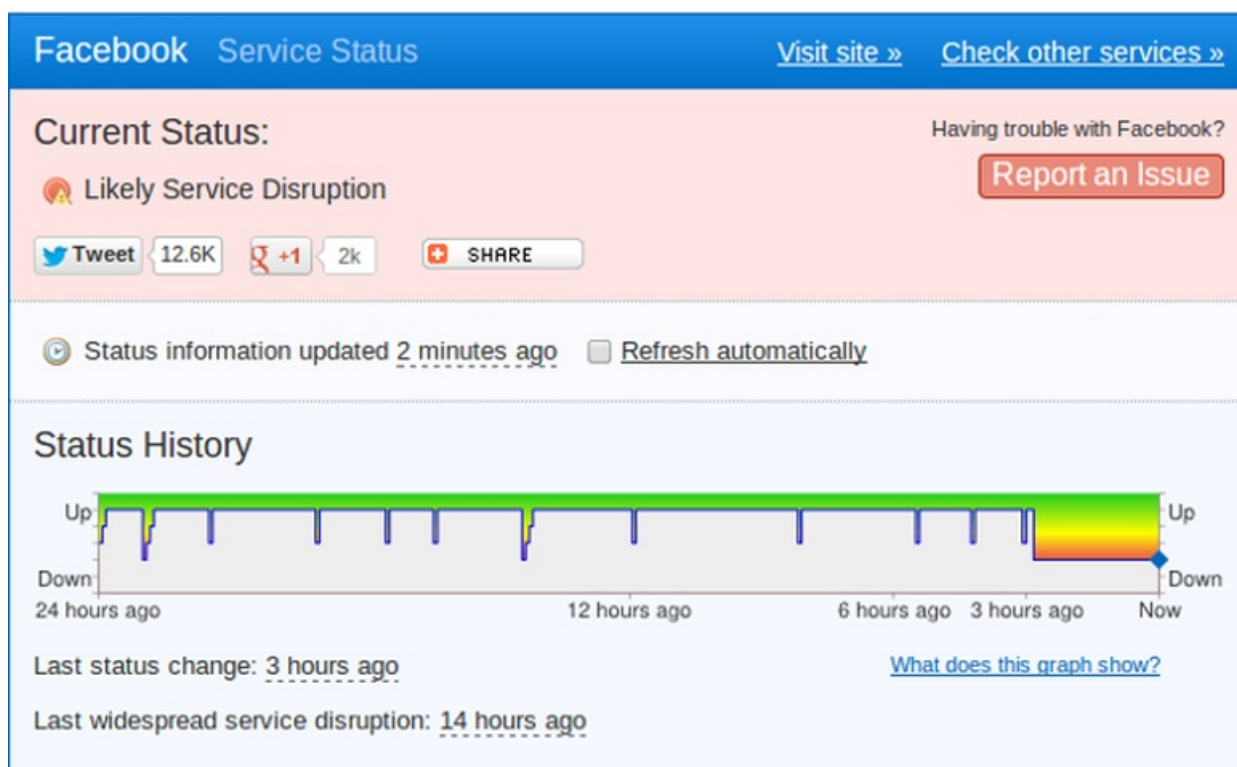 Facebook Service Status Visit site » Check other services »
Current Status:
Having trouble with Facebook?
Likely Service Disruption
Report an Issue
Tweet 12.6K g +1 2k SHARE
Status information updated 2 minutes ago Refresh automatically
Status History
Up Up
Down Down
24 hours ago 12 hours ago 6 hours ago 3 hours ago Now
Last status change: 3 hours ago What does this graph show?
Last widespread service disruption: 14 hours ago